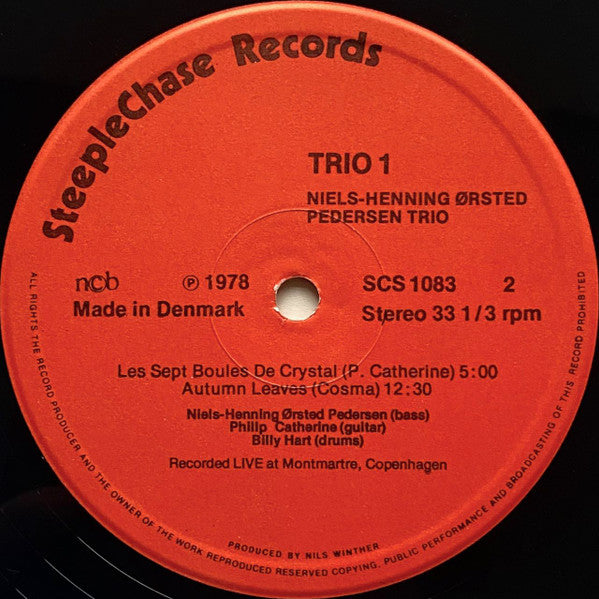 SteepleChase Records
TRIO 1
NIELS-HENNING ØRSTED
PEDERSEN TRIO
ncb
Ⓟ 1978
SCS 1083 2
Made in Denmark
Stereo 33 1/3 rpm
Les Sept Boules De Crystal (P. Catherine) 5:00
Autumn Leaves (Cosma) 12:30
Niels-Henning Ørsted Pedersen (bass)
Philip Catherine (guitar)
Billy Hart (drums)
Recorded LIVE at Montmartre, Copenhagen
PRODUCED BY NILS WINTHER
ALL RIGHTS THE RECORD PRODUCER AND THE OWNER OF THE WORK REPRODUCED RESERVED COPYING, PUBLIC PERFORMANCE AND BROADCASTING OF THIS RECORD PROHIBITED